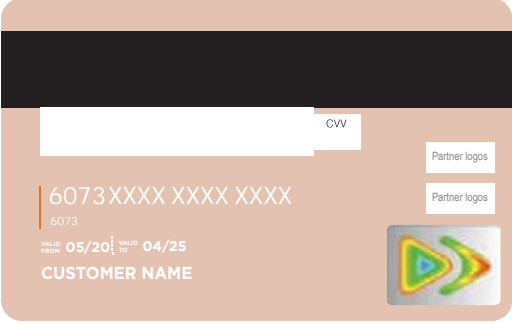 CVV
Partner logos
Partner logos
6073 XXXX XXXX XXXX
6073
VALID FROM 05/20 VALID TO 04/25
CUSTOMER NAME